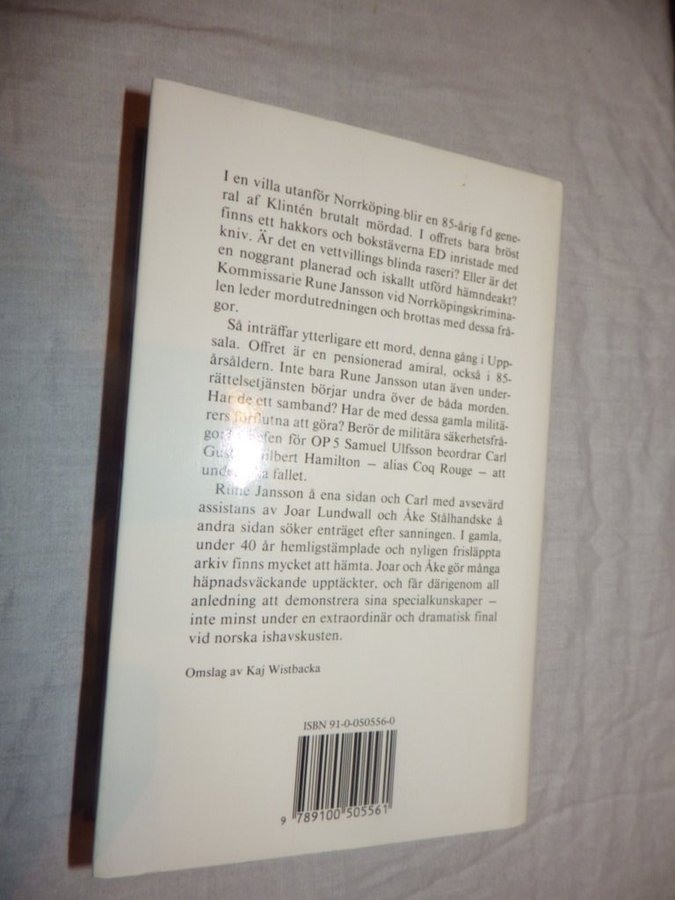 I en villa utanför Norrköping blir en 85-årig f d gene-
ral af Klintén brutalt mördad. I offrets bara bröst
finns ett hakkors och bokstäverna ED inristade med
kniv. Är det en vettvillings blinda raseri? Eller är det
en noggrant planerad och iskallt utförd hämndeakt?
Kommissarie Rune Jansson vid Norrköpingskrimina-
len leder mordutredningen och brottas med dessa frå-
gor.
Så inträffar ytterligare ett mord, denna gång i Upp-
sala. Offret är en pensionerad amiral, också i 85-
årsåldern. Inte bara Rune Jansson utan även under-
rättelsetjänsten börjar undra över de båda morden.
Har de ett samband? Har de med dessa gamla militä-
rers förflutna att göra? Berör de militära säkerhetsfrå-
för OP 5 Samuel Ulfsson beordrar Carl
Gilbert Hamilton – alias Coq Rouge – att
fallet.
Rune Jansson å ena sidan och Carl med avsevärd
assistans av Joar Lundwall och Åke Stålhandske å
andra sidan söker enträget efter sanningen. I gamla,
under 40 år hemligstämplade och nyligen frisläppta
arkiv finns mycket att hämta. Joar och Åke gör många
häpnadsväckande upptäckter, och får därigenom all
anledning att demonstrera sina specialkunskaper –
inte minst under en extraordinär och dramatisk final
vid norska ishavskusten.
Omslag av Kaj Wistbacka
ISBN 91-0-050556-0
9 789100 505561